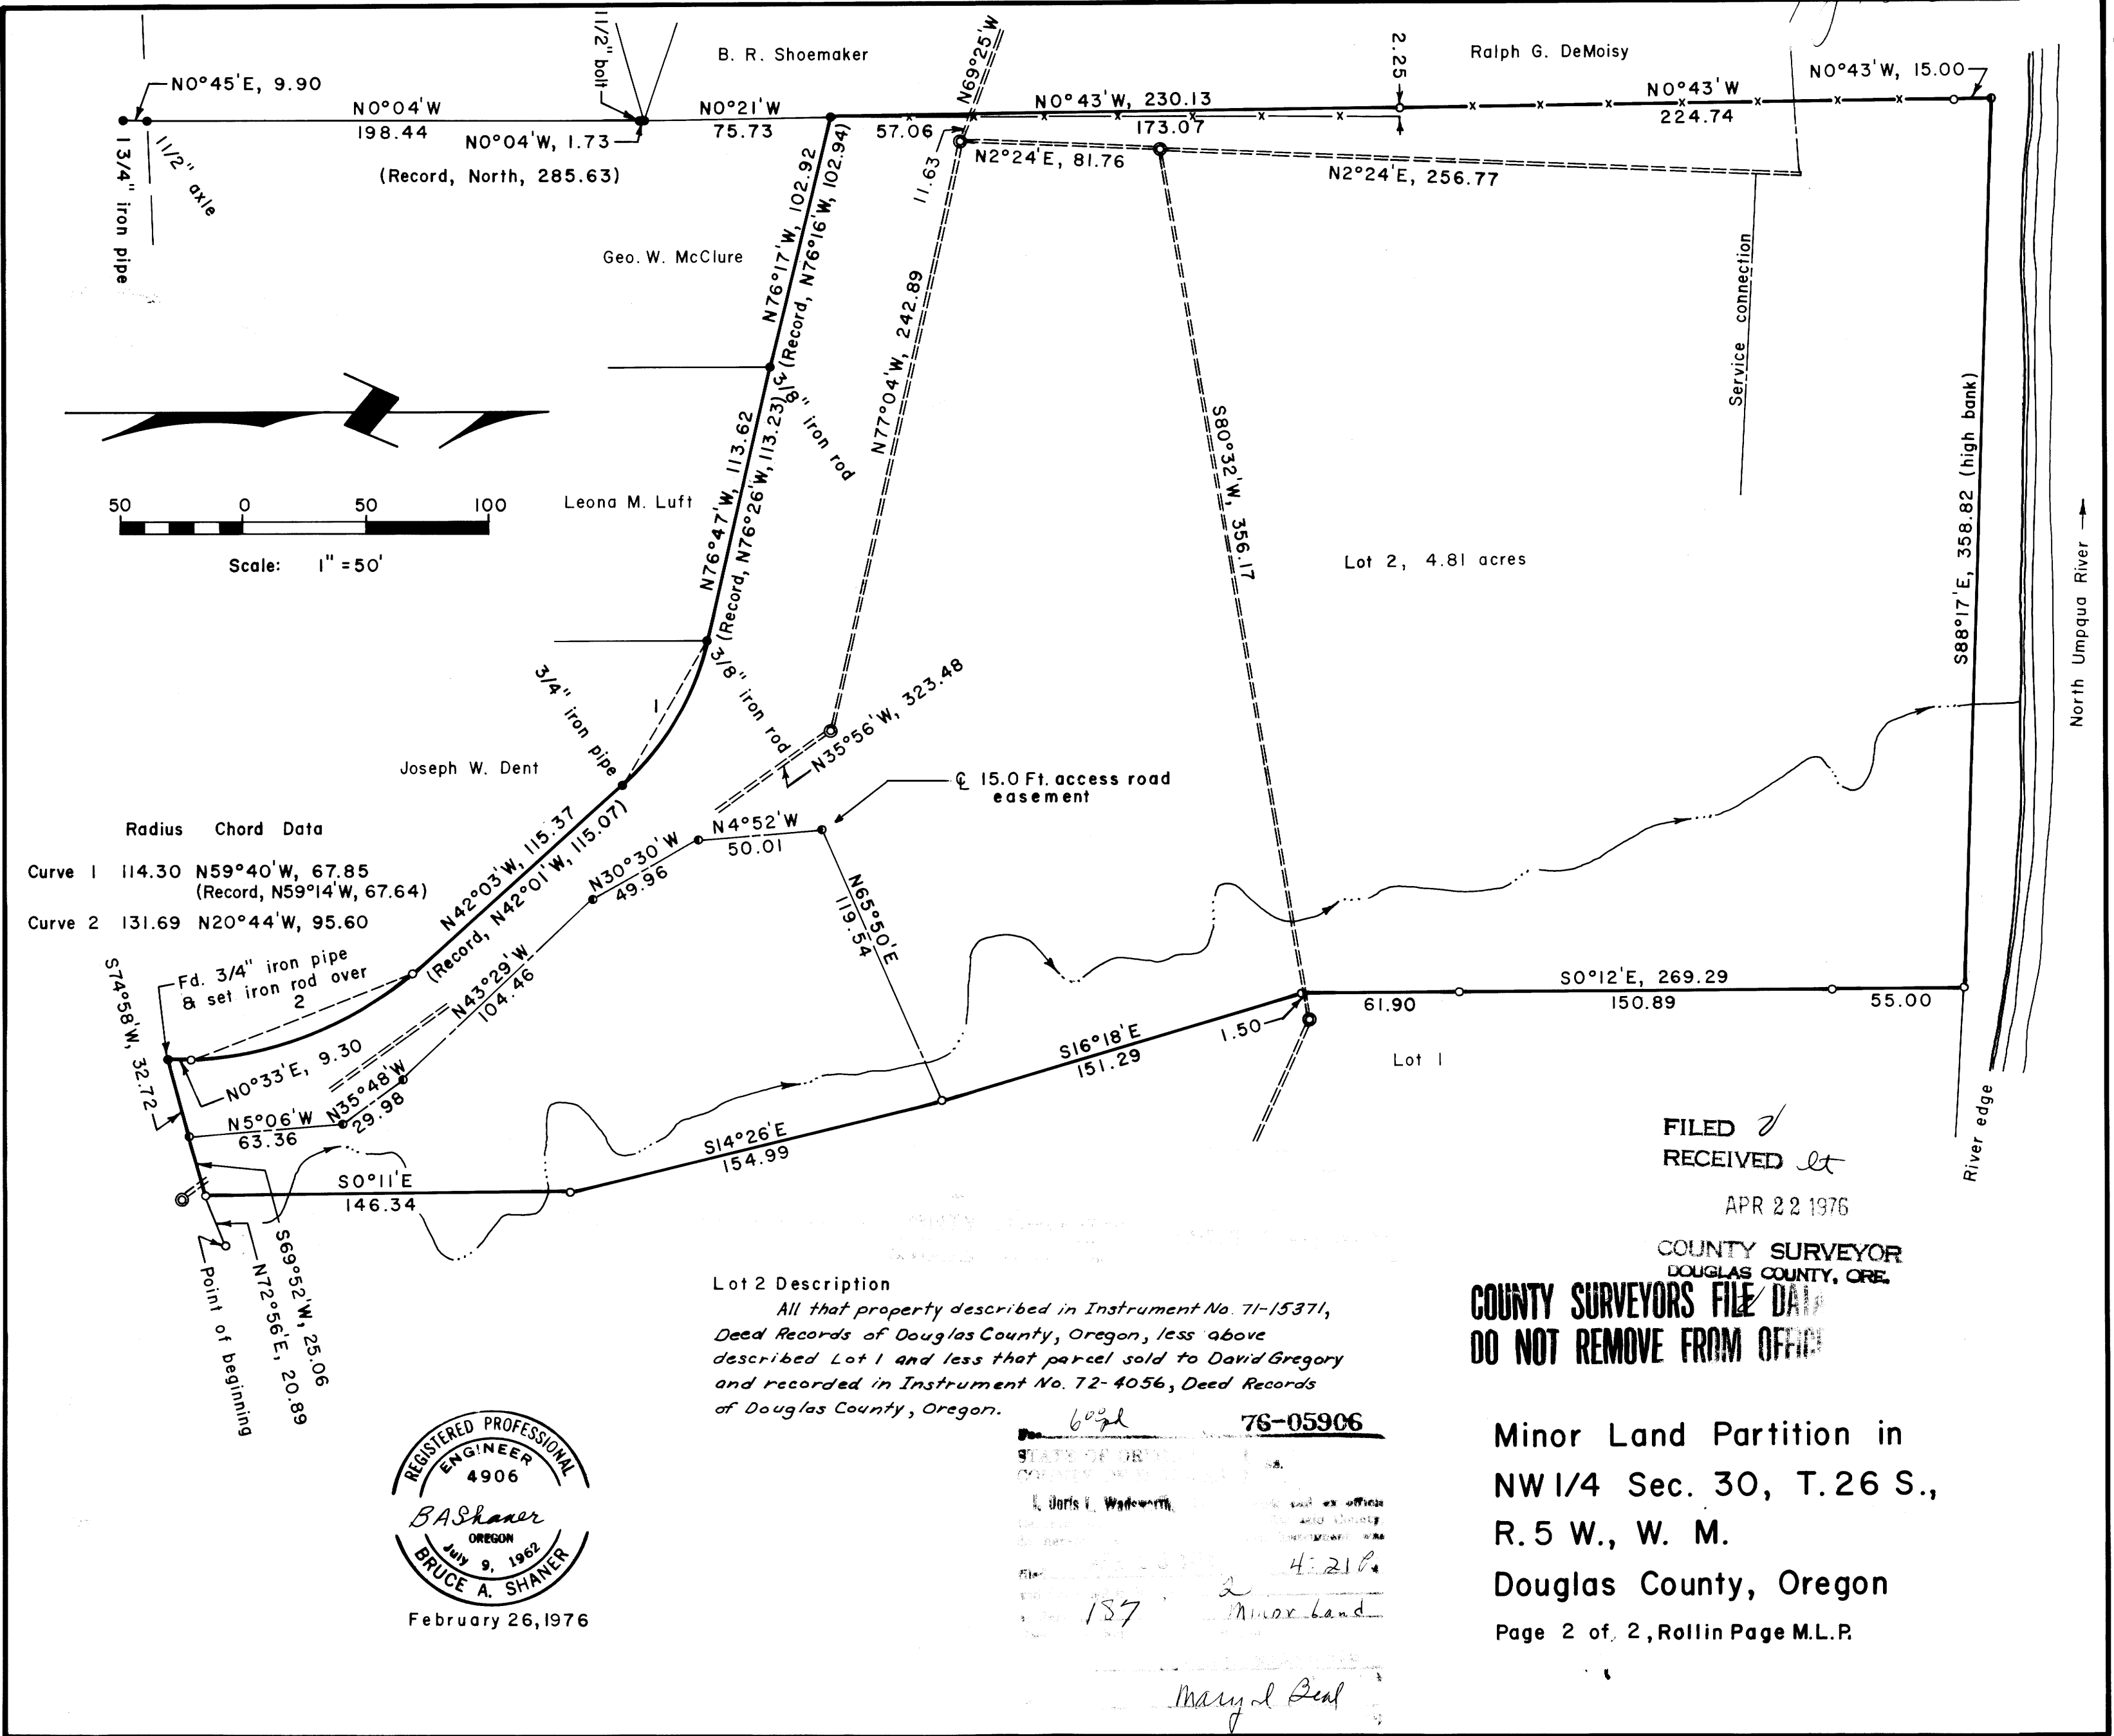 B. R. Shoemaker
Ralph G. DeMoisy
N69°25'W
2.25
N0°43'W, 15.00
N0°45'E, 9.90
1 1/2" bolt
N0°04'W
198.44
N0°04'W, 1.73
(Record, North, 285.63)
N0°21'W
75.73
N0°43'W, 230.13
57.06
173.07
N0°43'W
224.74
1 3/4" iron pipe
1 1/2" axle
11.63
N2°24'E, 81.76
N2°24'E, 256.77
Geo. W. McClure
N76°17'W, 102.92
(Record, N76°16'W, 102.94)
3/8" iron rod
N77°04'W, 242.89
S80°32'W, 356.17
Service connection
S88°17'E, 358.82 (high bank)
North Umpqua River
50 0 50 100
Scale: 1" = 50'
Leona M. Luft
N76°47'W, 113.62
(Record, N76°26'W, 113.23)
3/8" iron rod
Lot 2, 4.81 acres
3/4" iron pipe
1
N35°56'W, 323.48
Joseph W. Dent
℄ 15.0 Ft. access road
easement
Radius Chord Data
Curve 1 114.30 N59°40'W, 67.85
(Record, N59°14'W, 67.64)
Curve 2 131.69 N20°44'W, 95.60
N42°03'W, 115.37
(Record, N42°01'W, 115.07)
N4°52'W
50.01
N30°30'W
49.96
N65°50'E
119.54
N43°29'W
104.46
Fd. 3/4" iron pipe
& set iron rod over
2
S74°58'W, 32.72
N0°33'E, 9.30
N35°48'W
29.98
N5°06'W
63.36
S0°12'E, 269.29
61.90
150.89
55.00
1.50
S16°18'E
151.29
Lot 1
S14°26'E
154.99
S0°11'E
146.34
River edge
S69°52'W, 25.06
N72°56'E, 20.89
Point of beginning
FILED
RECEIVED lt
APR 22 1976
COUNTY SURVEYOR
DOUGLAS COUNTY, ORE.
COUNTY SURVEYORS FILE DATA
DO NOT REMOVE FROM OFFICE
Lot 2 Description
All that property described in Instrument No. 71-15371,
Deed Records of Douglas County, Oregon, less above
described Lot 1 and less that parcel sold to David Gregory
and recorded in Instrument No. 72-4056, Deed Records
of Douglas County, Oregon.
REGISTERED PROFESSIONAL
ENGINEER
4906
BAShaner
OREGON
July 9, 1962
BRUCE A. SHANER
February 26, 1976
76-05906
STATE OF
I, Doris L. Wadsworth, and ex officio
4:21 P.
2
187 Minor Land
Mary Beal
Minor Land Partition in
NW 1/4 Sec. 30, T. 26 S.,
R. 5 W., W. M.
Douglas County, Oregon
Page 2 of 2, Rollin Page M.L.P.